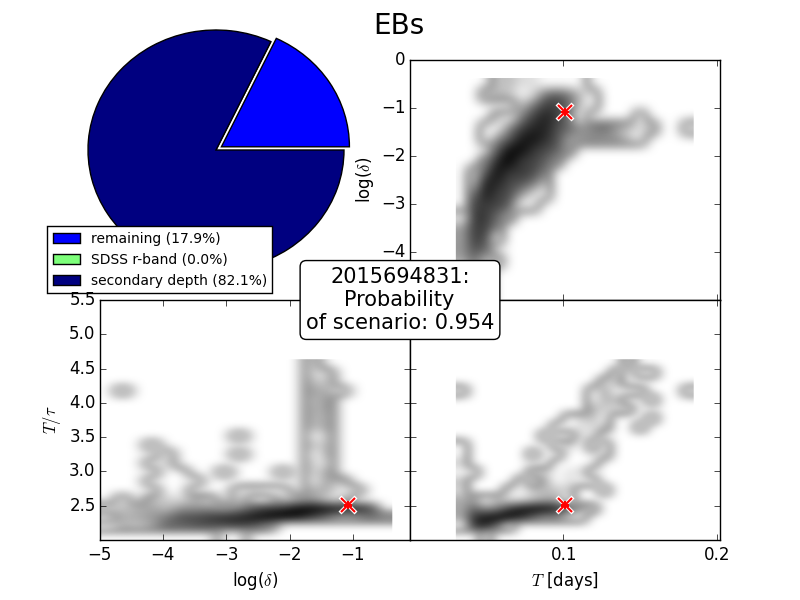 EBs
remaining (17.9%)
SDSS r-band (0.0%)
secondary depth (82.1%)
0
−1
−2
−3
−4
log(δ)
2015694831:
Probability
of scenario: 0.954
5.5
5.0
4.5
4.0
3.5
3.0
2.5
T/τ
−5
−4
−3
−2
−1
log(δ)
0.1
0.2
T [days]